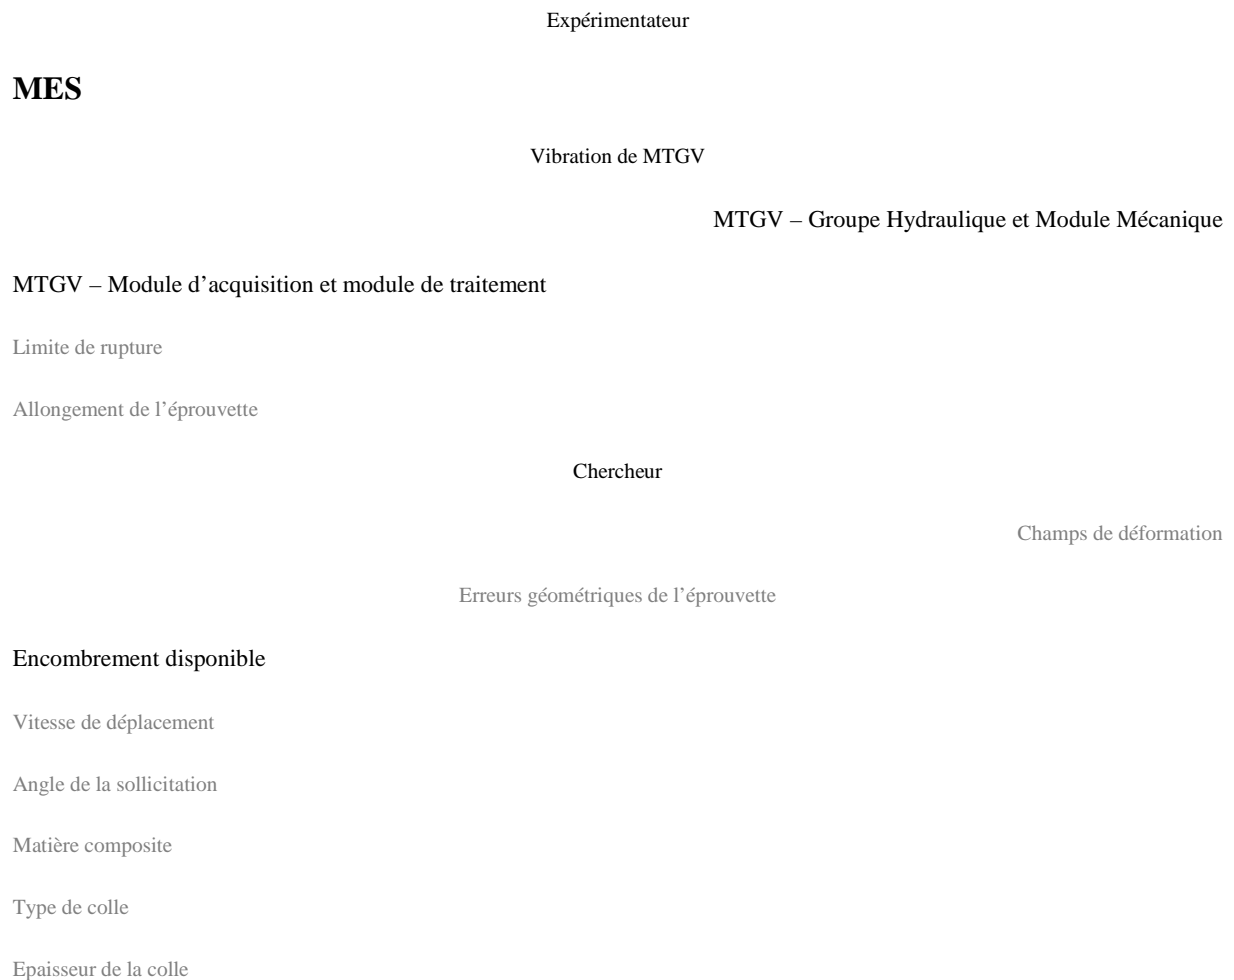 Expérimentateur
MES
Vibration de MTGV
MTGV – Groupe Hydraulique et Module Mécanique
MTGV – Module d’acquisition et module de traitement
Limite de rupture
Allongement de l’éprouvette
Chercheur
Champs de déformation
Erreurs géométriques de l’éprouvette
Encombrement disponible
Vitesse de déplacement
Angle de la sollicitation
Matière composite
Type de colle
Epaisseur de la colle